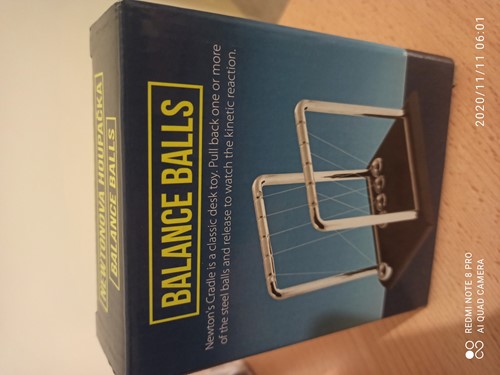 NEWTONOVA HOUPAČKA
BALANCE BALLS
BALANCE BALLS
Newton's Cradle is a classic desk toy. Pull back one or more
of the steel balls and release to watch the kinetic reaction.
2020/11/11 06:01
REDMI NOTE 8 PRO
AI QUAD CAMERA